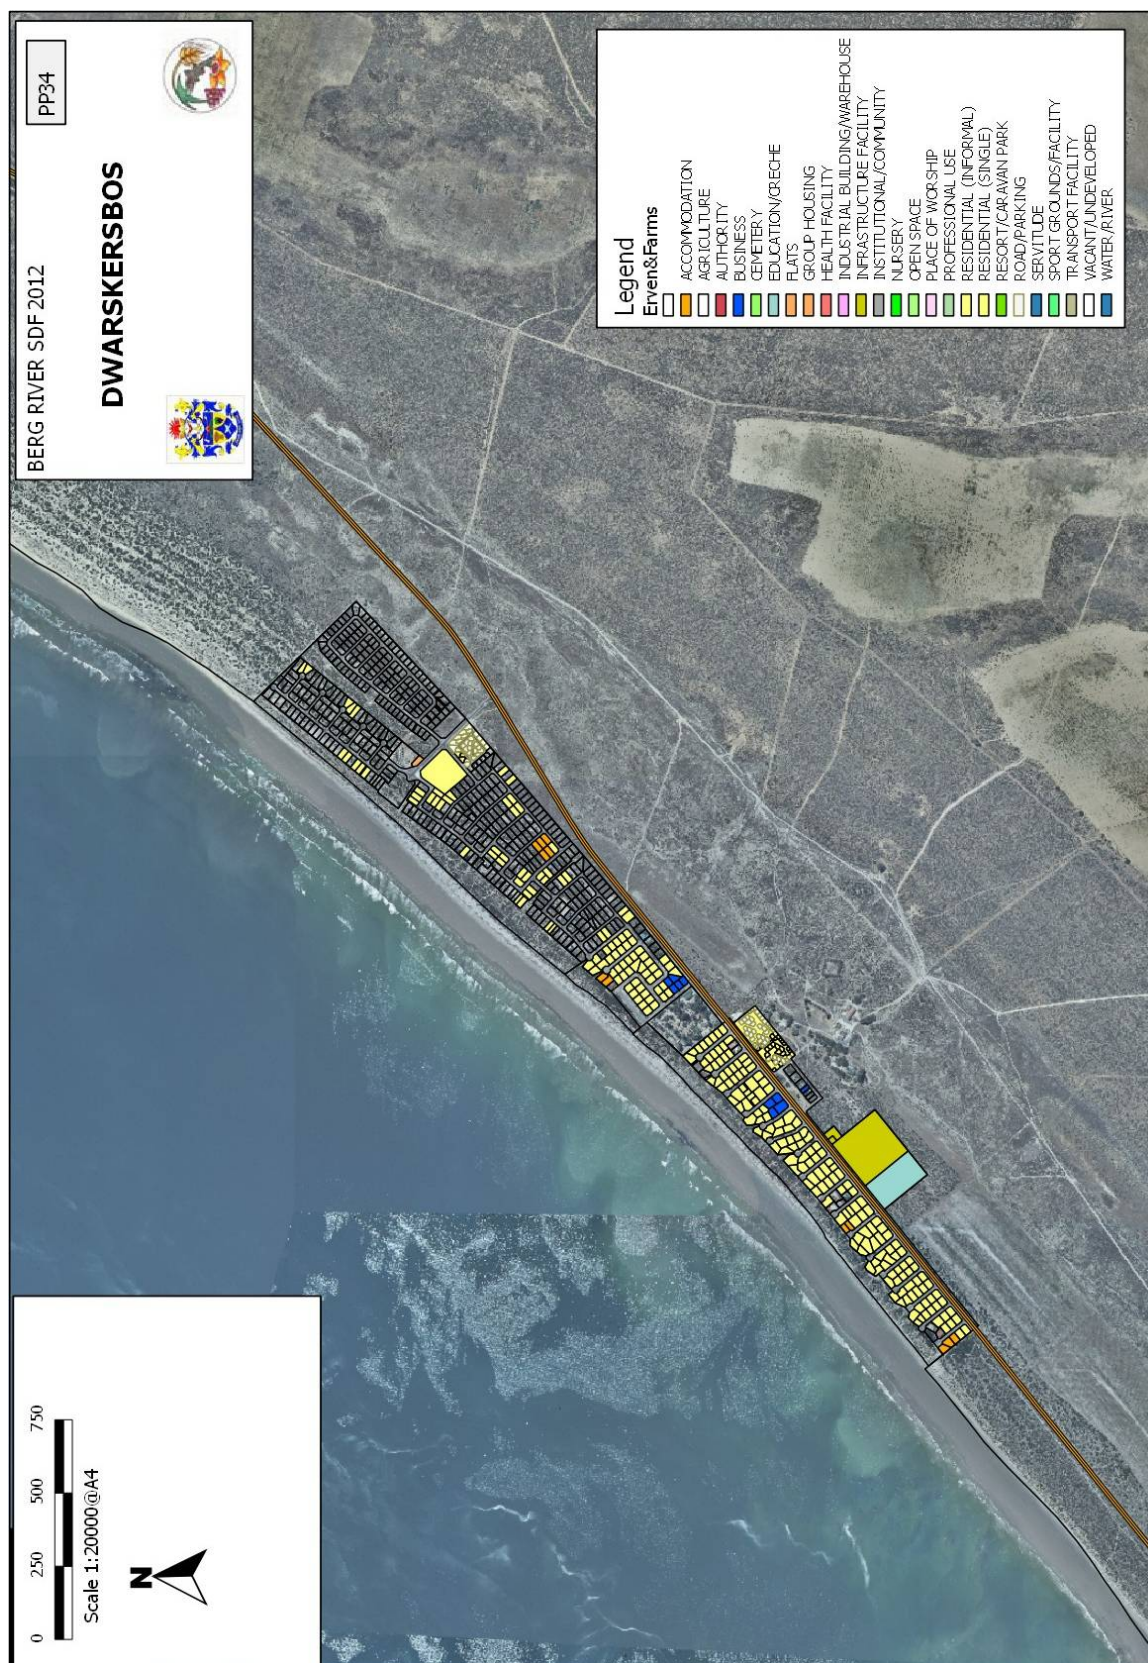 BERG RIVER SDF 2012
PP34
DWARSKERSBOS
Legend
Erven&Farms
ACCOMMODATION
AGRICULTURE
AUTHORITY
BUSINESS
CEMETERY
EDUCATION/CRECHE
FLATS
GROUP HOUSING
HEALTH FACILITY
INDUSTRIAL BUILDING/WAREHOUSE
INFRASTRUCTURE FACILITY
INSTITUTIONAL/COMMUNITY
NURSERY
OPEN SPACE
PLACE OF WORSHIP
PROFESSIONAL USE
RESIDENTIAL (INFORMAL)
RESIDENTIAL (SINGLE)
RESORT/CARAVAN PARK
ROAD/PARKING
SERVITUDE
SPORT GROUNDS/FACILITY
TRANSPORT FACILITY
VACANT/UNDEVELOPED
WATER/RIVER
0 250 500 750
Scale 1:20000@A4
N